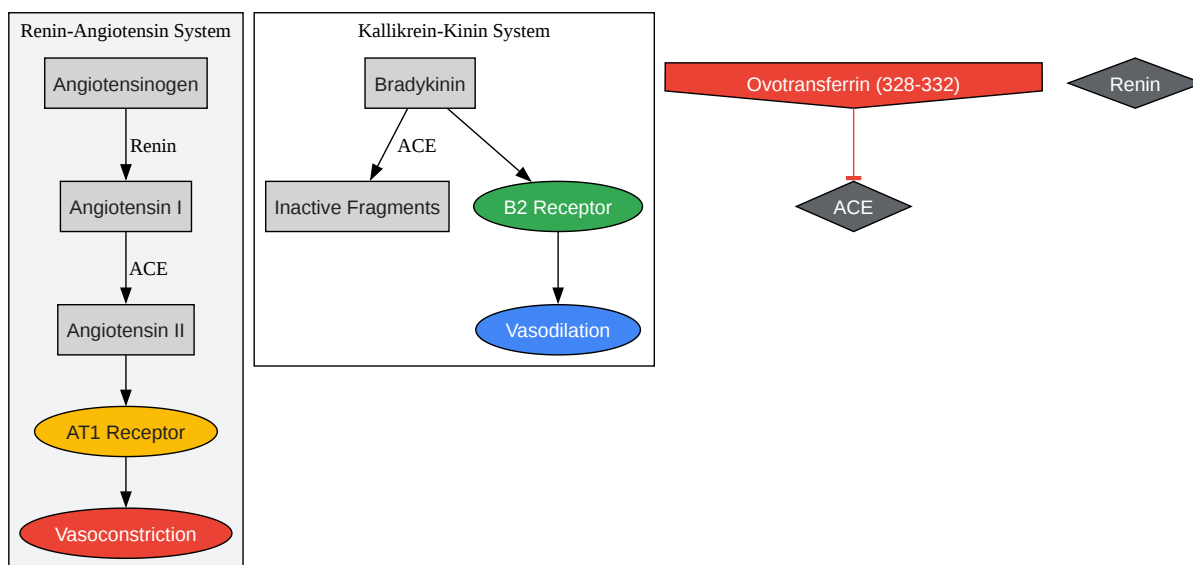 Renin-Angiotensin System
Angiotensinogen
Renin
Angiotensin I
ACE
Angiotensin II
AT1 Receptor
Vasoconstriction
Kallikrein-Kinin System
Bradykinin
ACE
Inactive Fragments
B2 Receptor
Vasodilation
Ovotransferrin (328-332)
ACE
Renin